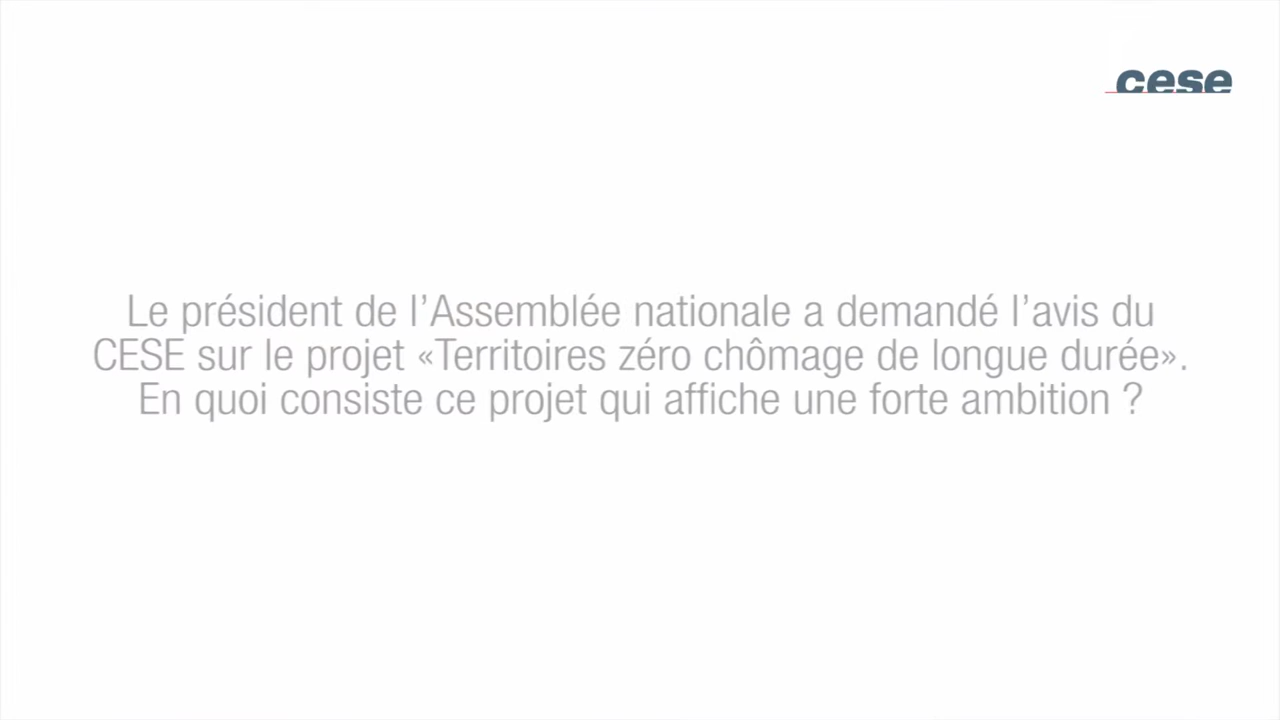 cese
Le président de l’Assemblée nationale a demandé l’avis du
CESE sur le projet «Territoires zéro chômage de longue durée».
En quoi consiste ce projet qui affiche une forte ambition ?